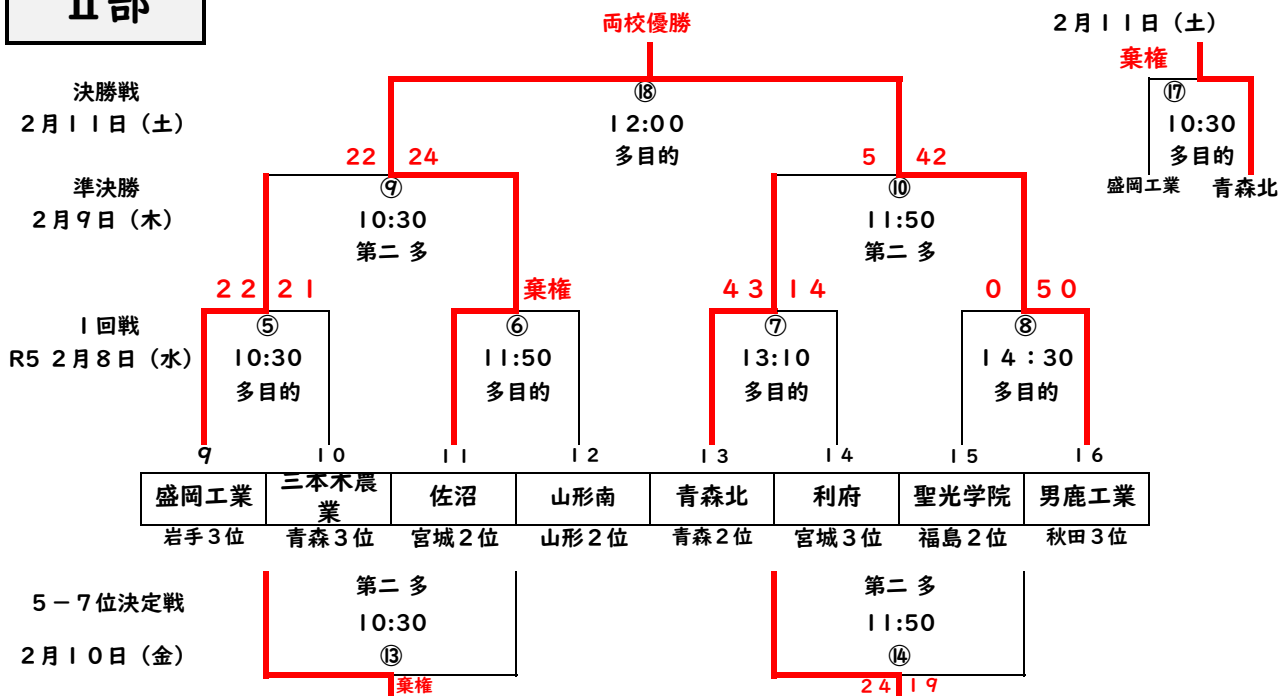 Ⅱ部
両校優勝
２月１１日（土）
棄権
決勝戦
２月１１日（土）
⑱
12:00
多目的
⑰
10:30
多目的
盛岡工業 青森北
22 24
5 42
準決勝
２月９日（木）
⑨
10:30
第二 多
⑩
11:50
第二 多
２２ ２１
棄権
４３ １４
０ ５０
１回戦
R5 ２月８日（水）
⑤
10:30
多目的
⑥
11:50
多目的
⑦
13:10
多目的
⑧
１４：３０
多目的
９ １０ １１ １２ １３ １４ １５ １６
盛岡工業 三本木農業 佐沼 山形南 青森北 利府 聖光学院 男鹿工業
岩手３位 青森３位 宮城２位 山形２位 青森２位 宮城３位 福島２位 秋田３位
５－７位決定戦
２月１０日（金）
第二 多
10:30
⑬
棄権
第二 多
11:50
⑭
２４ １９